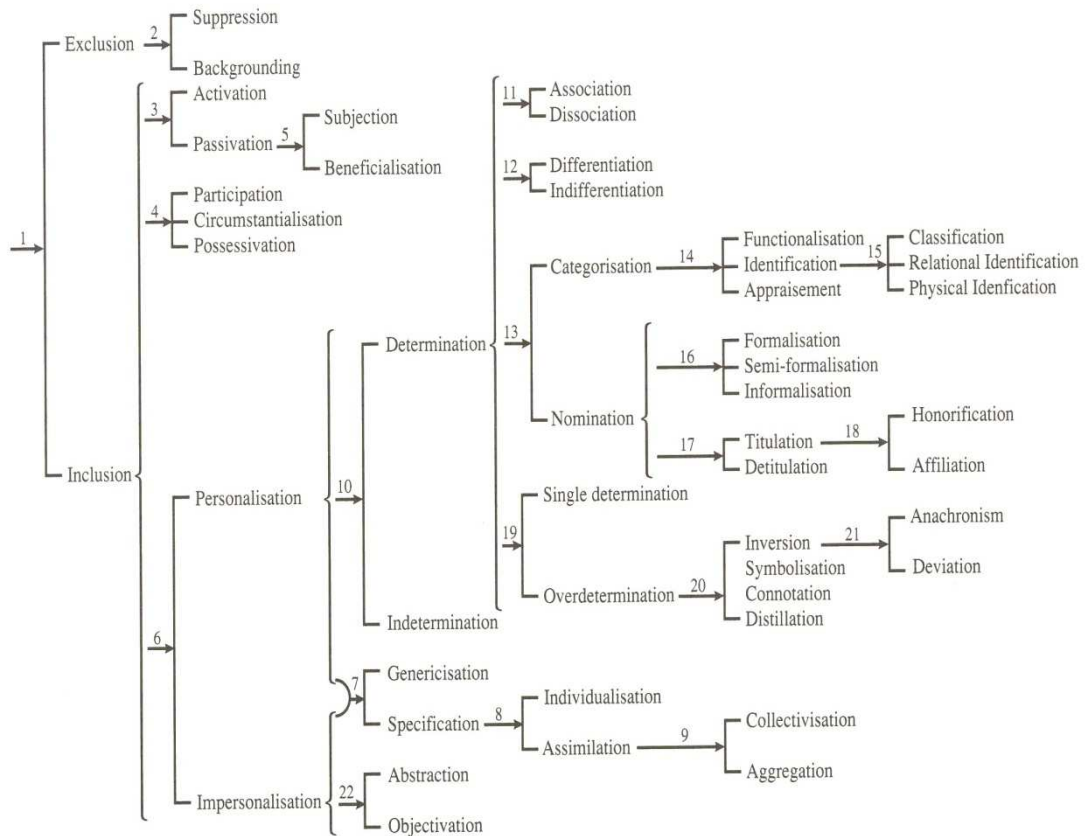 Suppression
Exclusion
2
Backgrounding
Activation
3
Passivation
5
Subjection
Beneficialisation
Participation
4
Circumstantialisation
Possessivation
1
Inclusion
6
Personalisation
Impersonalisation
10
Determination
Indetermination
11
Association
Dissociation
12
Differentiation
Indifferentiation
13
Categorisation
14
Functionalisation
Identification
Appraisement
15
Classification
Relational Identification
Physical Idenfication
Nomination
16
Formalisation
Semi-formalisation
Informalisation
17
Titulation
Detitulation
18
Honorification
Affiliation
19
Single determination
Overdetermination
20
Inversion
Symbolisation
Connotation
Distillation
21
Anachronism
Deviation
7
Genericisation
Specification
8
Individualisation
Assimilation
9
Collectivisation
Aggregation
22
Abstraction
Objectivation